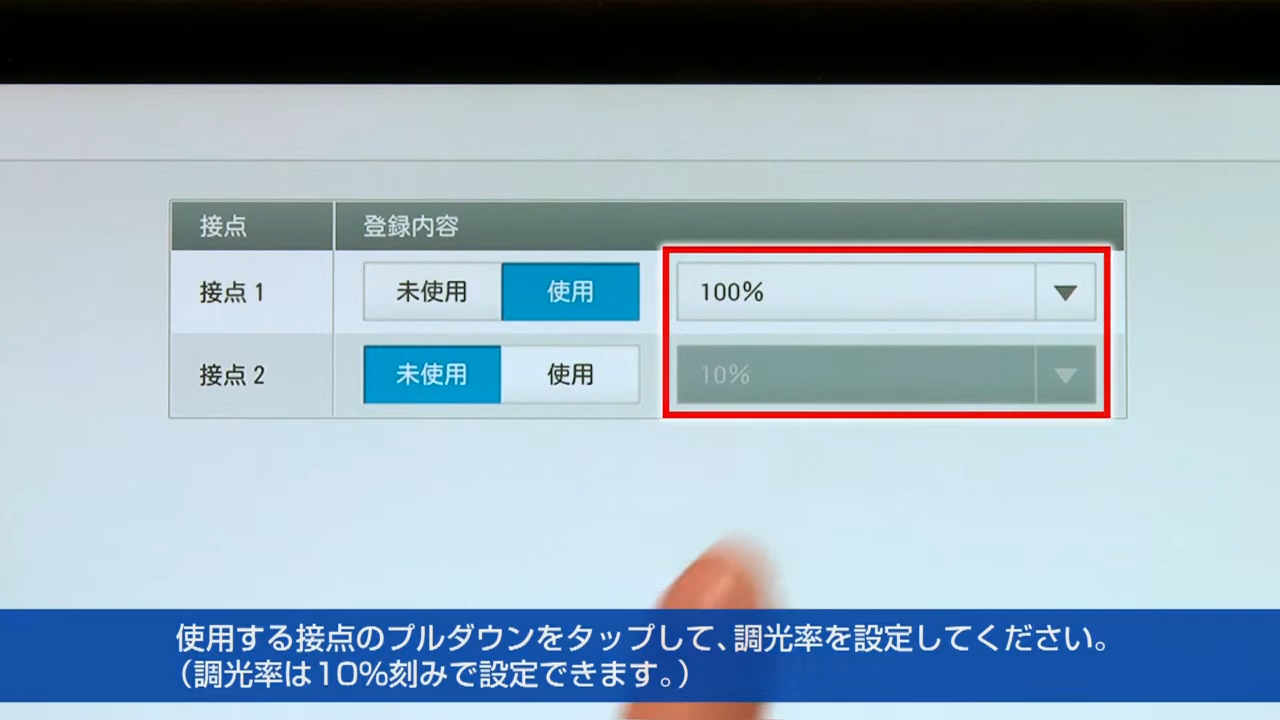 接点 登録内容
接点 1 未使用 使用 100%
接点 2 未使用 使用 10%
使用する接点のプルダウンをタップして、調光率を設定してください。
（調光率は10%刻みで設定できます。）